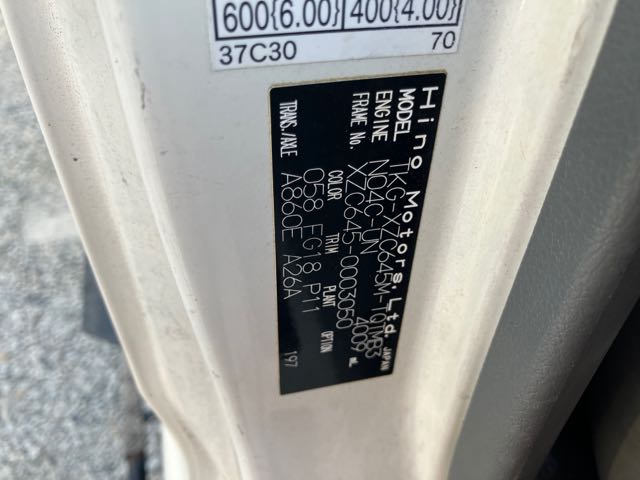 600{6.00} 400{4.00}
37C30 70
Hino Motors, Ltd. JAPAN
MODEL TKG-XZC645M-TQTMB3
ENGINE N04C-UN 4009 mL
FRAME No. XZC645-0003050
COLOR TRIM PLANT OPTION
058 FG18 P11
TRANS./AXLE A860E A26A
197